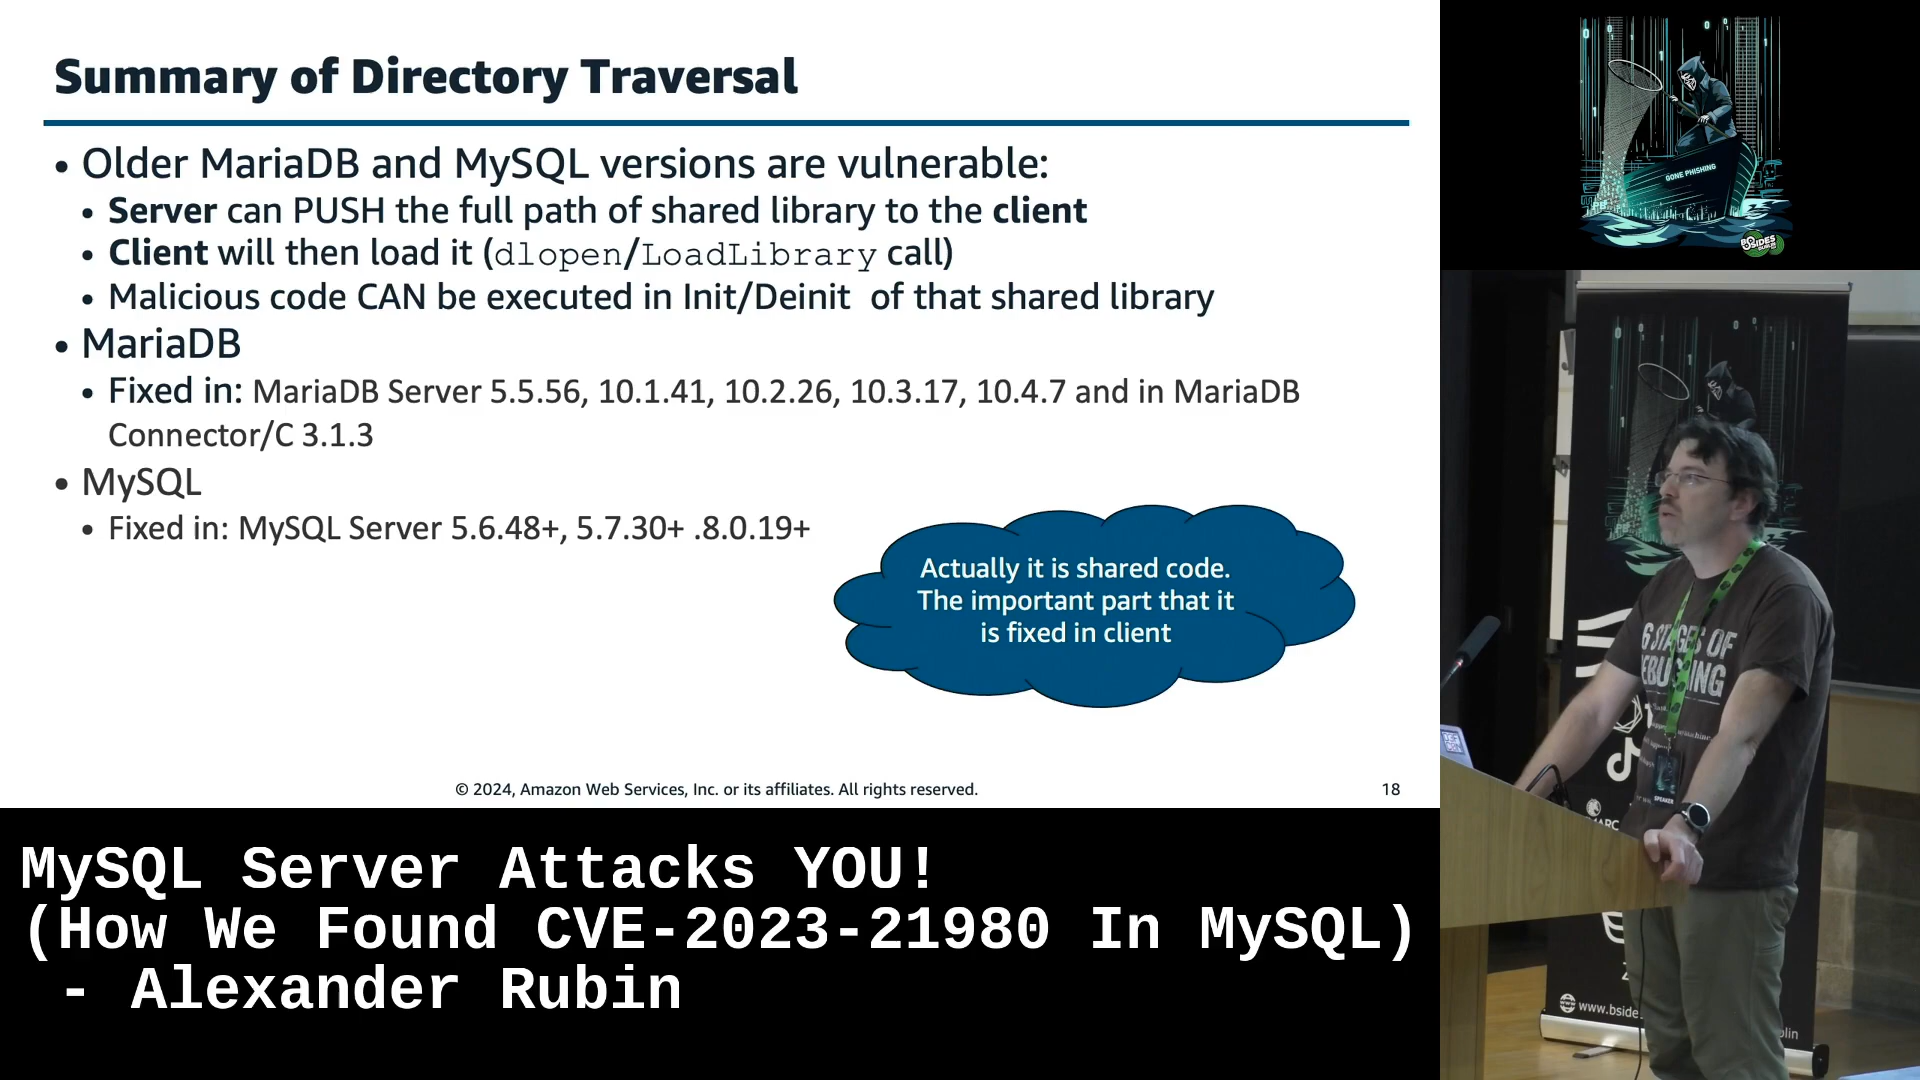 Summary of Directory Traversal
• Older MariaDB and MySQL versions are vulnerable:
• Server can PUSH the full path of shared library to the client
• Client will then load it (dlopen/LoadLibrary call)
• Malicious code CAN be executed in Init/Deinit of that shared library
• MariaDB
• Fixed in: MariaDB Server 5.5.56, 10.1.41, 10.2.26, 10.3.17, 10.4.7 and in MariaDB
Connector/C 3.1.3
• MySQL
• Fixed in: MySQL Server 5.6.48+, 5.7.30+ .8.0.19+
Actually it is shared code.
The important part that it
is fixed in client
© 2024, Amazon Web Services, Inc. or its affiliates. All rights reserved.
18
MySQL Server Attacks YOU!
(How We Found CVE-2023-21980 In MySQL)
- Alexander Rubin
GONE PHISHING
BSIDES
6 STAGES OF
DEBUGGING
SPEAKER
www.bside
lin